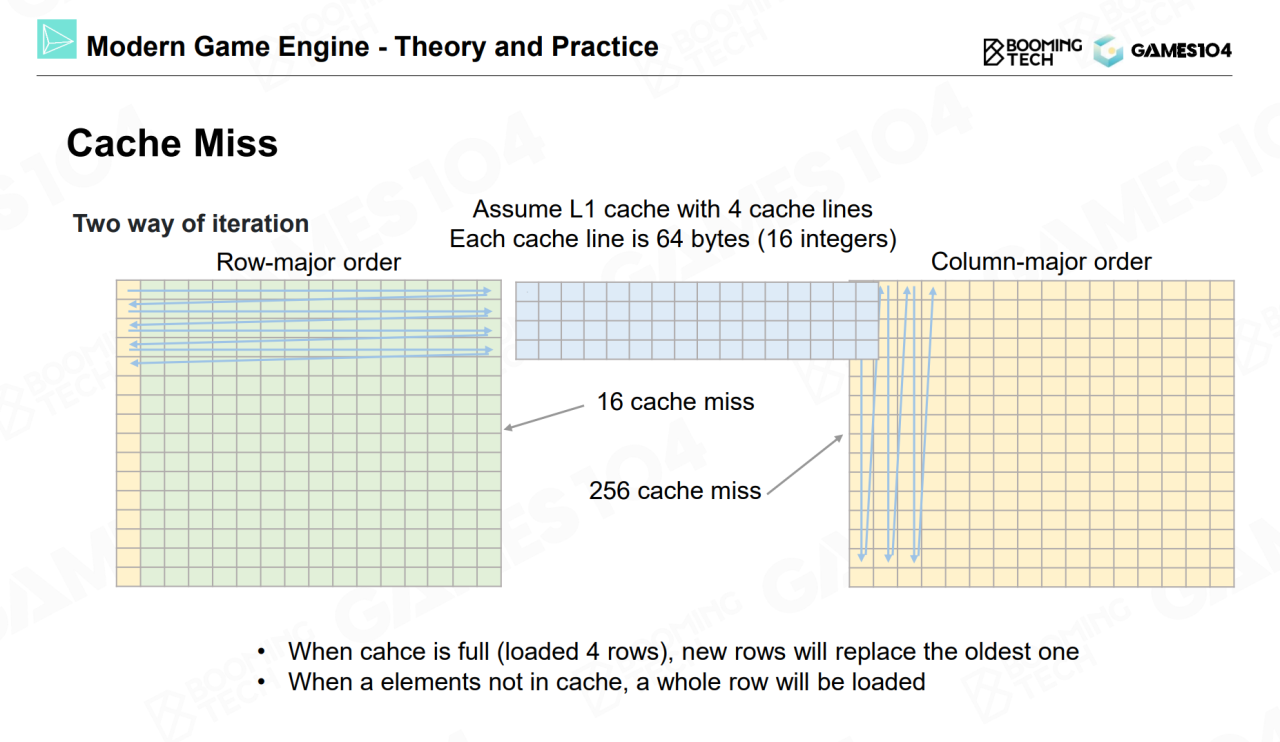 Modern Game Engine - Theory and Practice
BOOMING
TECH
GAMES104
Cache Miss
Two way of iteration
Assume L1 cache with 4 cache lines
Each cache line is 64 bytes (16 integers)
Row-major order
Column-major order
16 cache miss
256 cache miss
• When cahce is full (loaded 4 rows), new rows will replace the oldest one
• When a elements not in cache, a whole row will be loaded